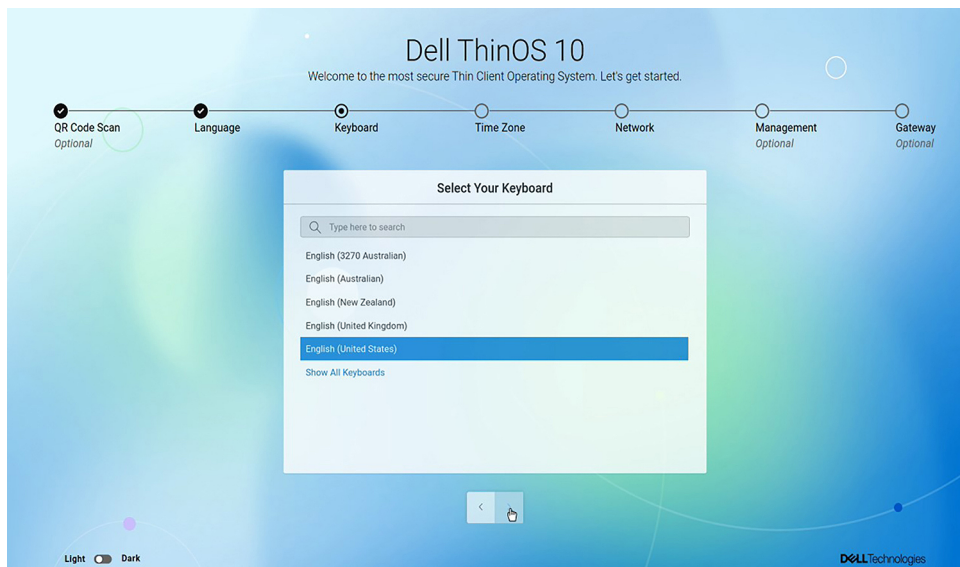 Dell ThinOS 10
Welcome to the most secure Thin Client Operating System. Let's get started.
QR Code Scan
Optional
Language
Keyboard
Time Zone
Network
Management
Optional
Gateway
Optional
Select Your Keyboard
Type here to search
English (3270 Australian)
English (Australian)
English (New Zealand)
English (United Kingdom)
English (United States)
Show All Keyboards
Light
Dark
DELL Technologies